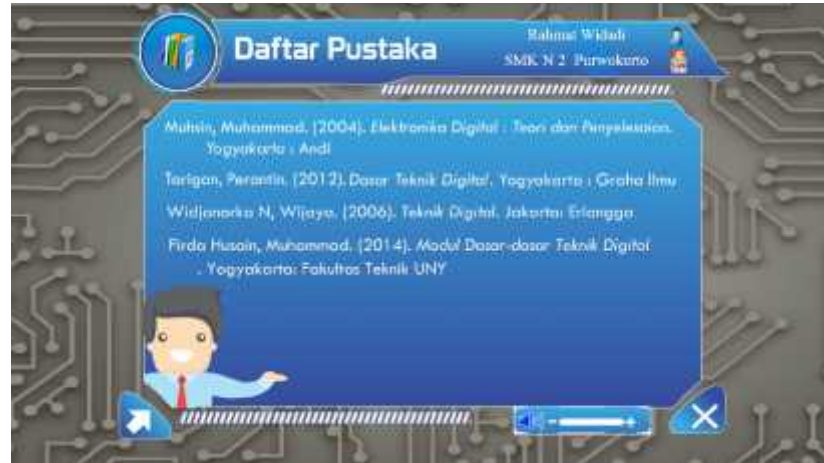 Daftar Pustaka
Rahmat Widadi
SMK N 2 Purwokerto
Muhsin, Muhammad. (2004). Elektronika Digital : Teori dan Penyelesaian.
Yogyakarta : Andi
Tarigan, Perantin. (2012). Dasar Teknik Digital. Yogyakarta : Graha Ilmu
Widjanarka N, Wijaya. (2006). Teknik Digital. Jakarta: Erlangga
Firda Husain, Muhammad. (2014). Modul Dasar-dasar Teknik Digital
. Yogyakarta: Fakultas Teknik UNY